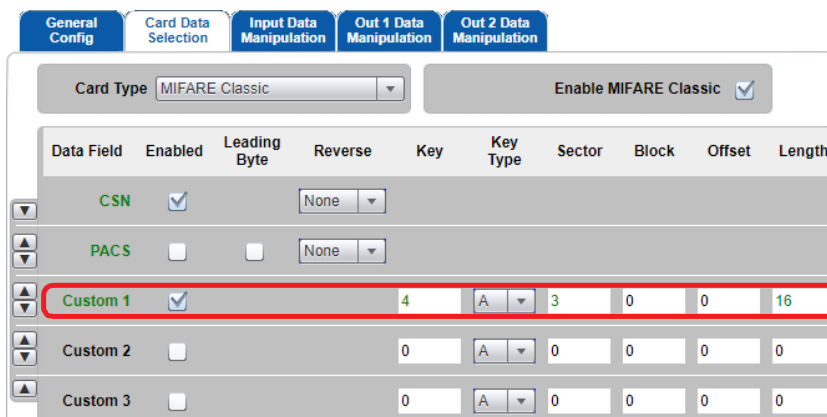 General Config
Card Data Selection
Input Data Manipulation
Out 1 Data Manipulation
Out 2 Data Manipulation
Card Type MIFARE Classic
Enable MIFARE Classic
Data Field Enabled Leading Byte Reverse Key Key Type Sector Block Offset Length
CSN None
PACS None
Custom 1 4 A 3 0 0 16
Custom 2 0 A 0 0 0 0
Custom 3 0 A 0 0 0 0